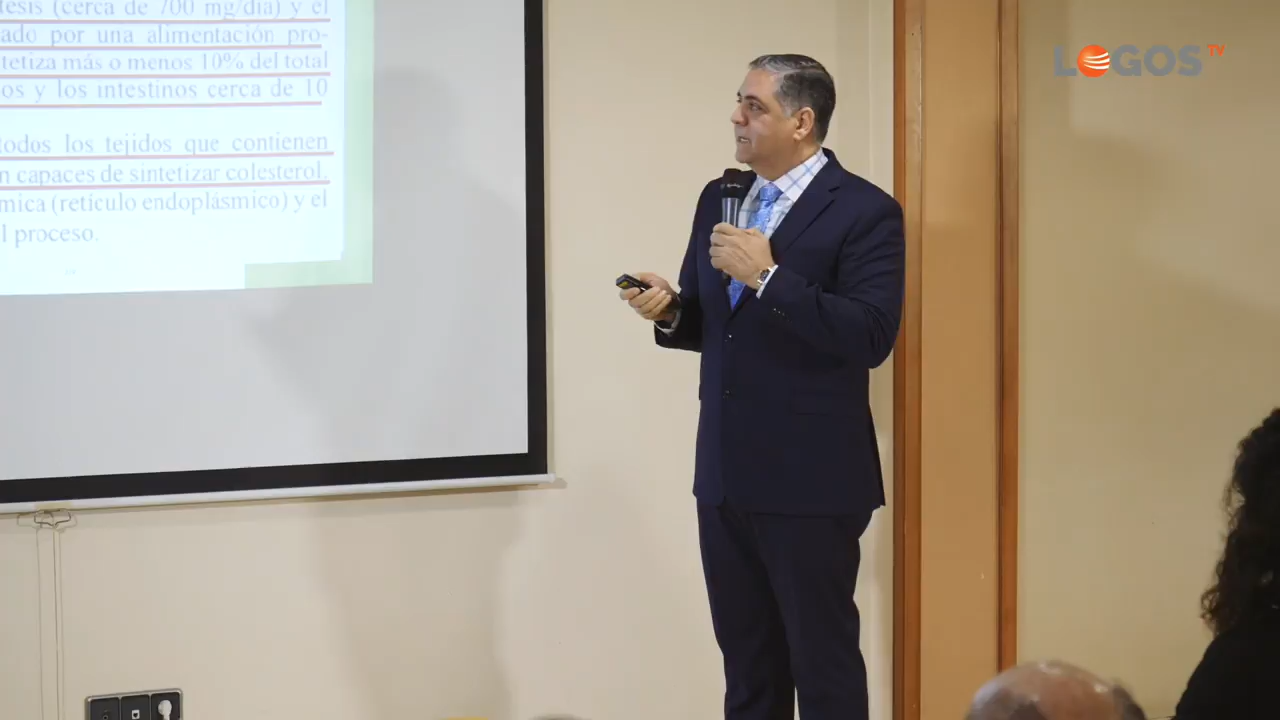 tesis (cerca de 700 mg/día) y el
ado por una alimentación pro-
tetiza más o menos 10% del total
os y los intestinos cerca de 10
todos los tejidos que contienen
n capaces de sintetizar colesterol.
mica (retículo endoplásmico) y el
l proceso.
LOGOS TV